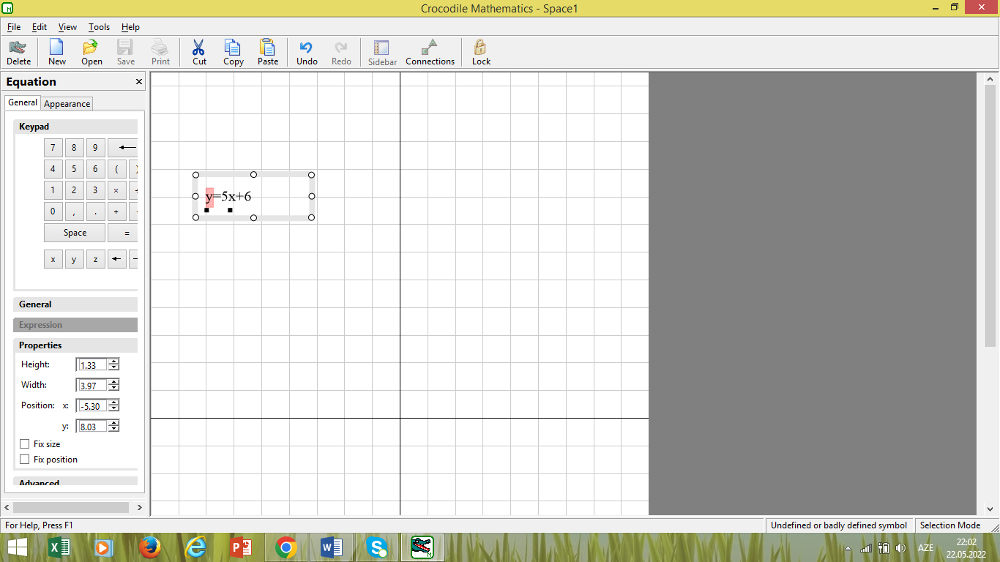 Crocodile Mathematics - Space1
File Edit View Tools Help
Delete New Open Save Print Cut Copy Paste Undo Redo Sidebar Connections Lock
Equation
General Appearance
Keypad
7 8 9
4 5 6 ( )
1 2 3 × ÷
0 , . + -
Space =
x y z
General
Expression
Properties
Height: 1.33
Width: 3.97
Position: x: -5.30
y: 8.03
Fix size
Fix position
Advanced
y=5x+6
For Help, Press F1
Undefined or badly defined symbol
Selection Mode
AZE
22:02
22.05.2022